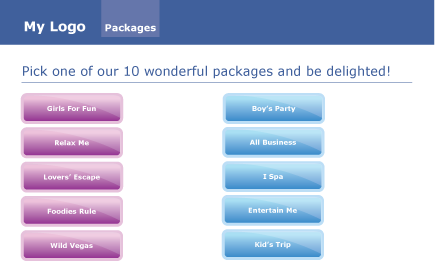 My Logo
Packages
Pick one of our 10 wonderful packages and be delighted!
Girls For Fun
Boy's Party
Relax Me
All Business
Lovers' Escape
I Spa
Foodies Rule
Entertain Me
Wild Vegas
Kid's Trip